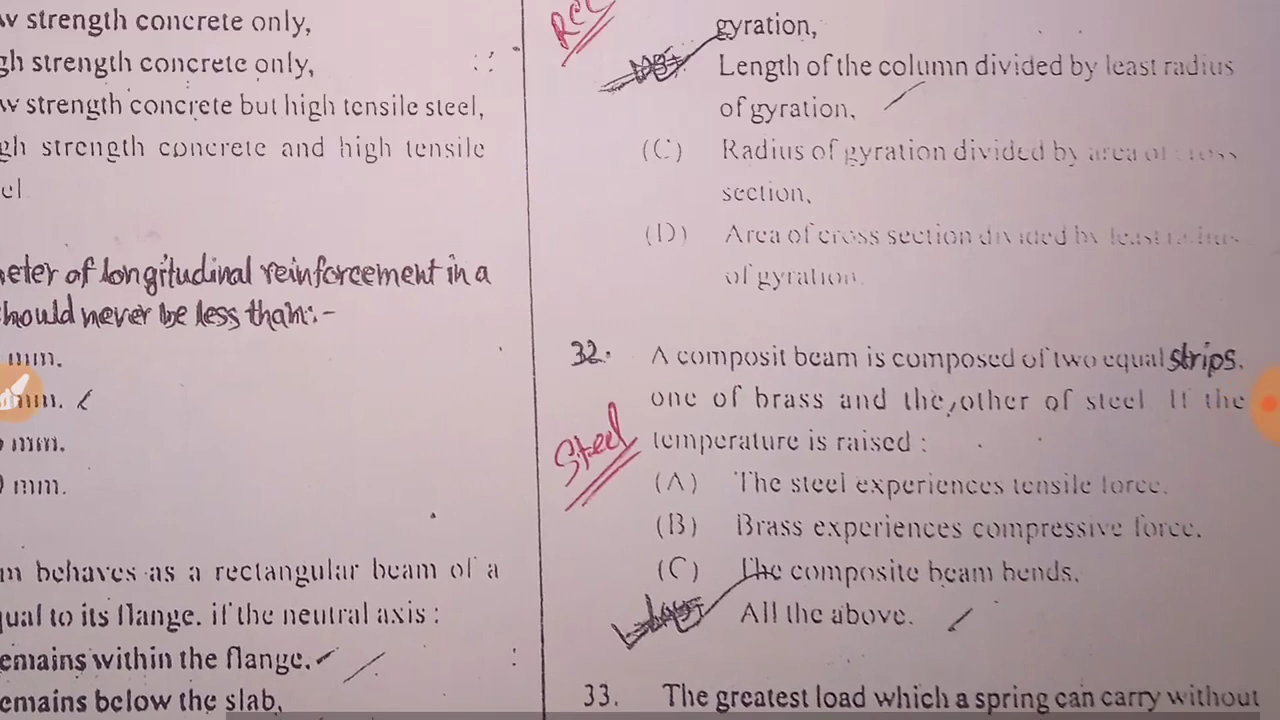 w strength concrete only,
gh strength concrete only,
w strength concrete but high tensile steel,
gh strength concrete and high tensile
el
eter of longitudinal reinforcement in a
hould never be less than:-
mm.
mm.
mm.
mm.
m behaves as a rectangular beam of a
qual to its flange. if the neutral axis :
emains within the flange.
emains below the slab,
RCC
gyration,
Length of the column divided by least radius
of gyration,
(C) Radius of gyration divided by area of cross
section,
(D) Area of cross section divided by least radius
of gyration
32. A composit beam is composed of two equal strips,
one of brass and the, other of steel If the
Steel
temperature is raised :
(A) The steel experiences tensile force.
(B) Brass experiences compressive force.
(C) The composite beam bends.
All the above.
33. The greatest load which a spring can carry without